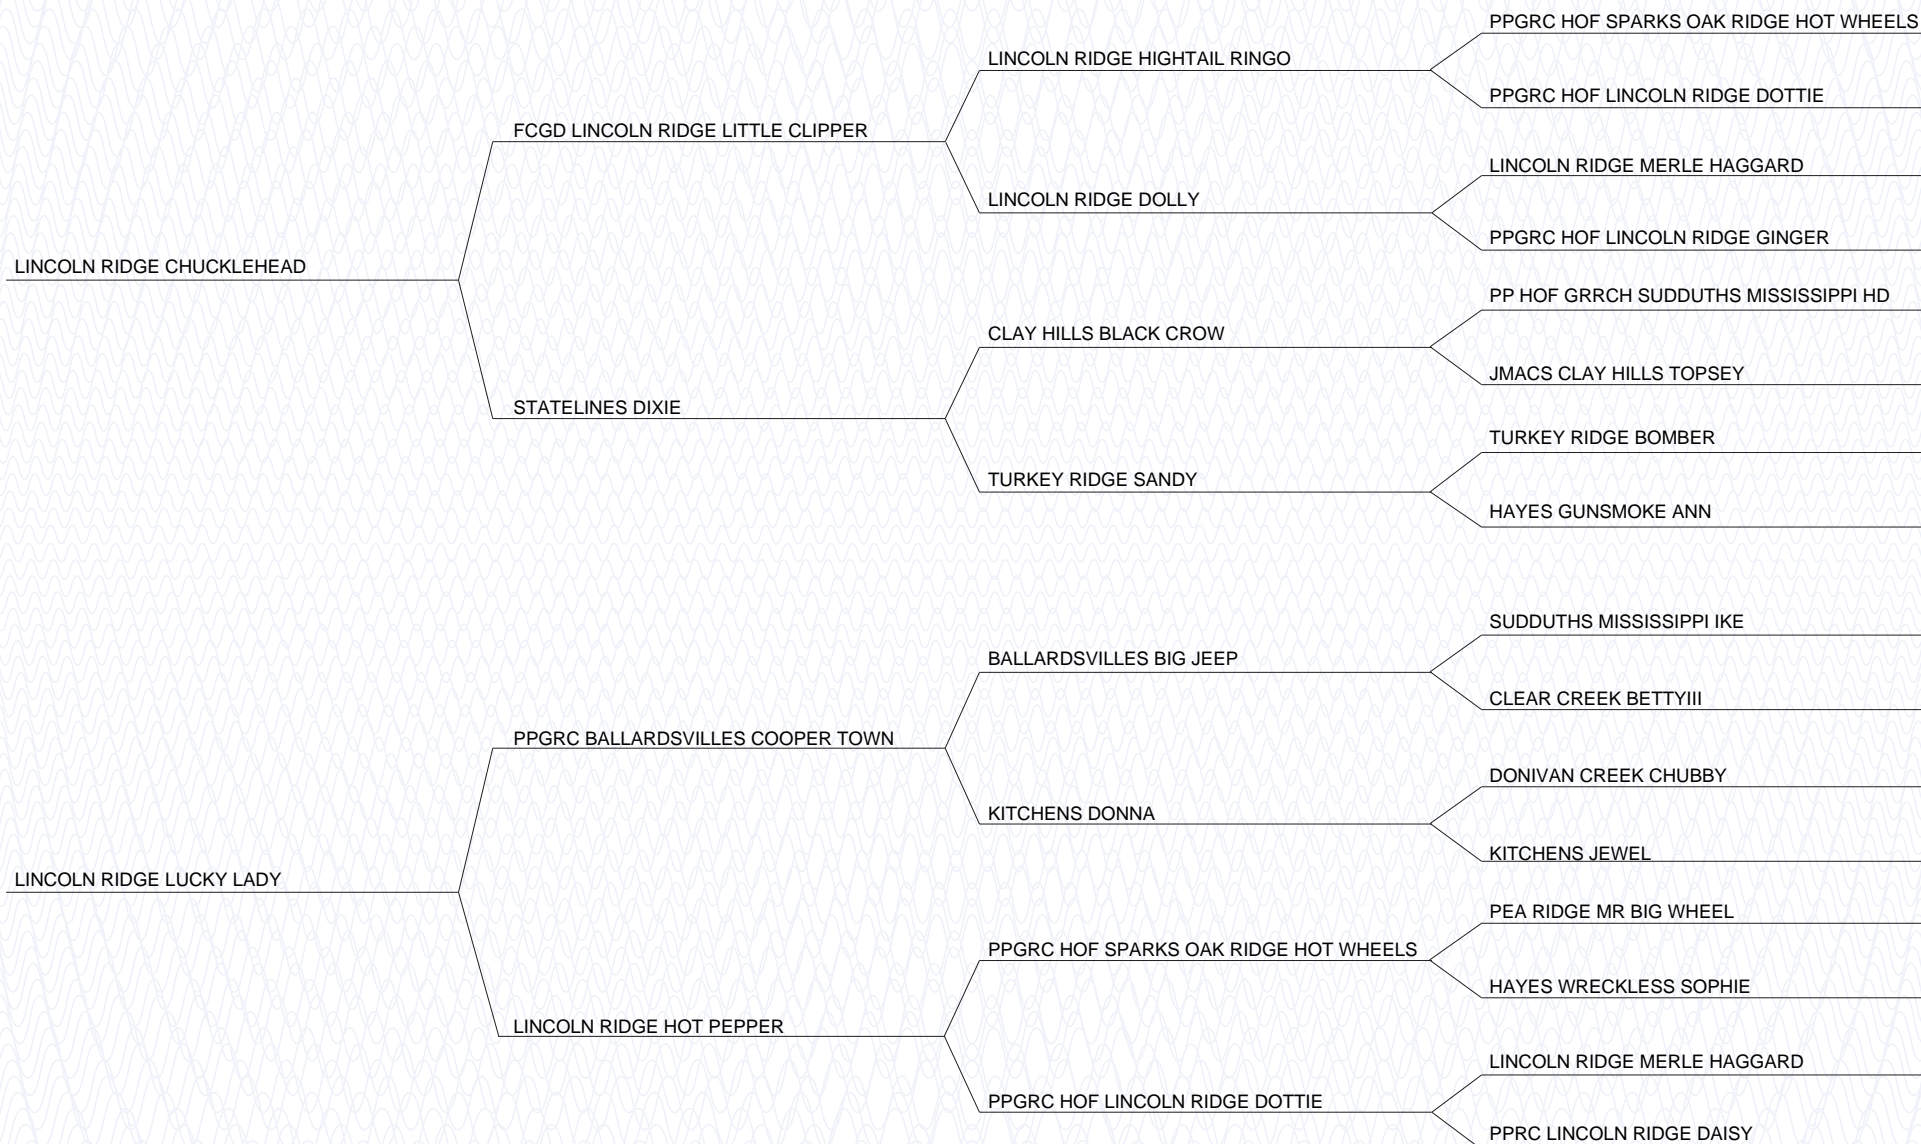 PPGRC HOF SPARKS OAK RIDGE HOT WHEELS
LINCOLN RIDGE HIGHTAIL RINGO
PPGRC HOF LINCOLN RIDGE DOTTIE
FCGD LINCOLN RIDGE LITTLE CLIPPER
LINCOLN RIDGE MERLE HAGGARD
LINCOLN RIDGE DOLLY
PPGRC HOF LINCOLN RIDGE GINGER
LINCOLN RIDGE CHUCKLEHEAD
PP HOF GRRCH SUDDUTHS MISSISSIPPI HD
CLAY HILLS BLACK CROW
JMACS CLAY HILLS TOPSEY
STATELINES DIXIE
TURKEY RIDGE BOMBER
TURKEY RIDGE SANDY
HAYES GUNSMOKE ANN
SUDDUTHS MISSISSIPPI IKE
BALLARDSVILLES BIG JEEP
CLEAR CREEK BETTYIII
PPGRC BALLARDSVILLES COOPER TOWN
DONIVAN CREEK CHUBBY
KITCHENS DONNA
KITCHENS JEWEL
LINCOLN RIDGE LUCKY LADY
PEA RIDGE MR BIG WHEEL
PPGRC HOF SPARKS OAK RIDGE HOT WHEELS
HAYES WRECKLESS SOPHIE
LINCOLN RIDGE HOT PEPPER
LINCOLN RIDGE MERLE HAGGARD
PPGRC HOF LINCOLN RIDGE DOTTIE
PPRC LINCOLN RIDGE DAISY